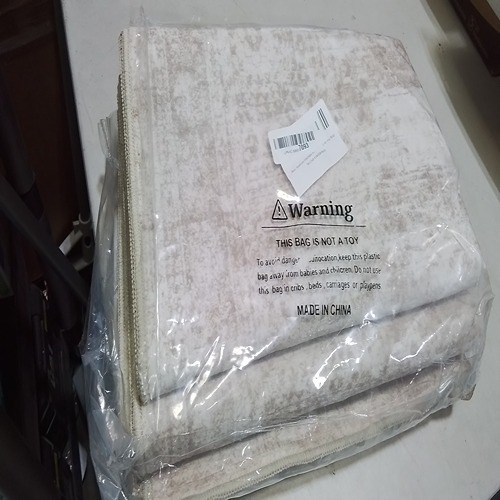 Warning
THIS BAG IS NOT A TOY
To avoid danger suffocation,keep this plastic
bag away from babies and children. Do not use
this bag in cribs, beds, carriages or playpens
MADE IN CHINA